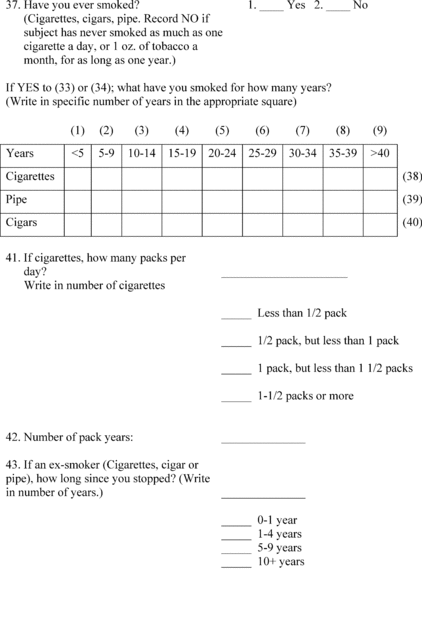 37. Have you ever smoked? 1. ____ Yes 2. ____ No
(Cigarettes, cigars, pipe. Record NO if
subject has never smoked as much as one
cigarette a day, or 1 oz. of tobacco a
month, for as long as one year.)
If YES to (33) or (34); what have you smoked for how many years?
(Write in specific number of years in the appropriate square)
(1) (2) (3) (4) (5) (6) (7) (8) (9)
Years <5 5-9 10-14 15-19 20-24 25-29 30-34 35-39 >40
Cigarettes (38)
Pipe (39)
Cigars (40)
41. If cigarettes, how many packs per
day? ____________________
Write in number of cigarettes
_____ Less than 1/2 pack
_____ 1/2 pack, but less than 1 pack
_____ 1 pack, but less than 1 1/2 packs
_____ 1-1/2 packs or more
42. Number of pack years: ______________
43. If an ex-smoker (Cigarettes, cigar or
pipe), how long since you stopped? (Write
in number of years.) ______________
_____ 0-1 year
_____ 1-4 years
_____ 5-9 years
_____ 10+ years